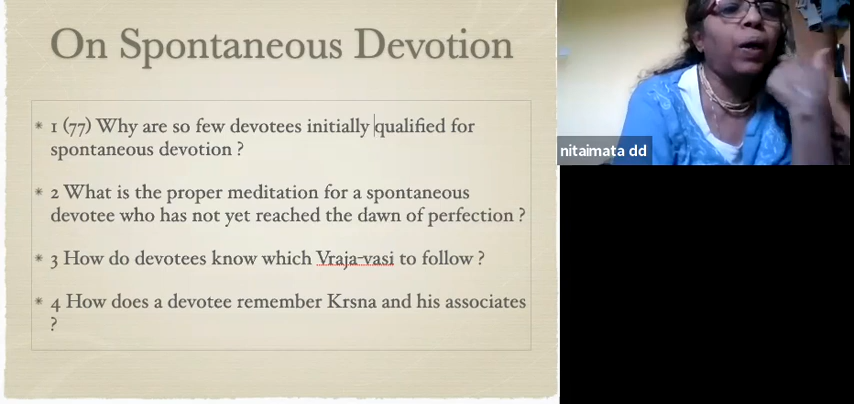 On Spontaneous Devotion
* 1 (77) Why are so few devotees initially qualified for
spontaneous devotion ?
* 2 What is the proper meditation for a spontaneous
devotee who has not yet reached the dawn of perfection ?
* 3 How do devotees know which Vraja-vasi to follow ?
* 4 How does a devotee remember Krsna and his associates
?
nitaimata dd